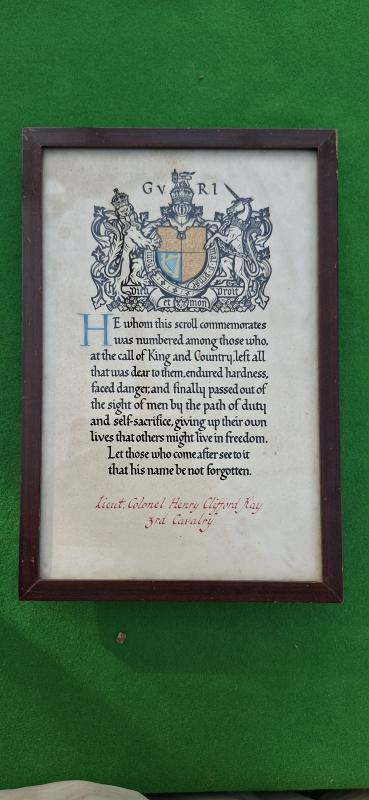 GV RI
Dieu et mon Droit
HE whom this scroll commemorates
was numbered among those who,
at the call of King and Country, left all
that was dear to them, endured hardness,
faced danger, and finally passed out of
the sight of men by the path of duty
and self-sacrifice, giving up their own
lives that others might live in freedom.
Let those who come after see to it
that his name be not forgotten.
Lieut. Colonel Henry Clifford Kay
3rd Cavalry